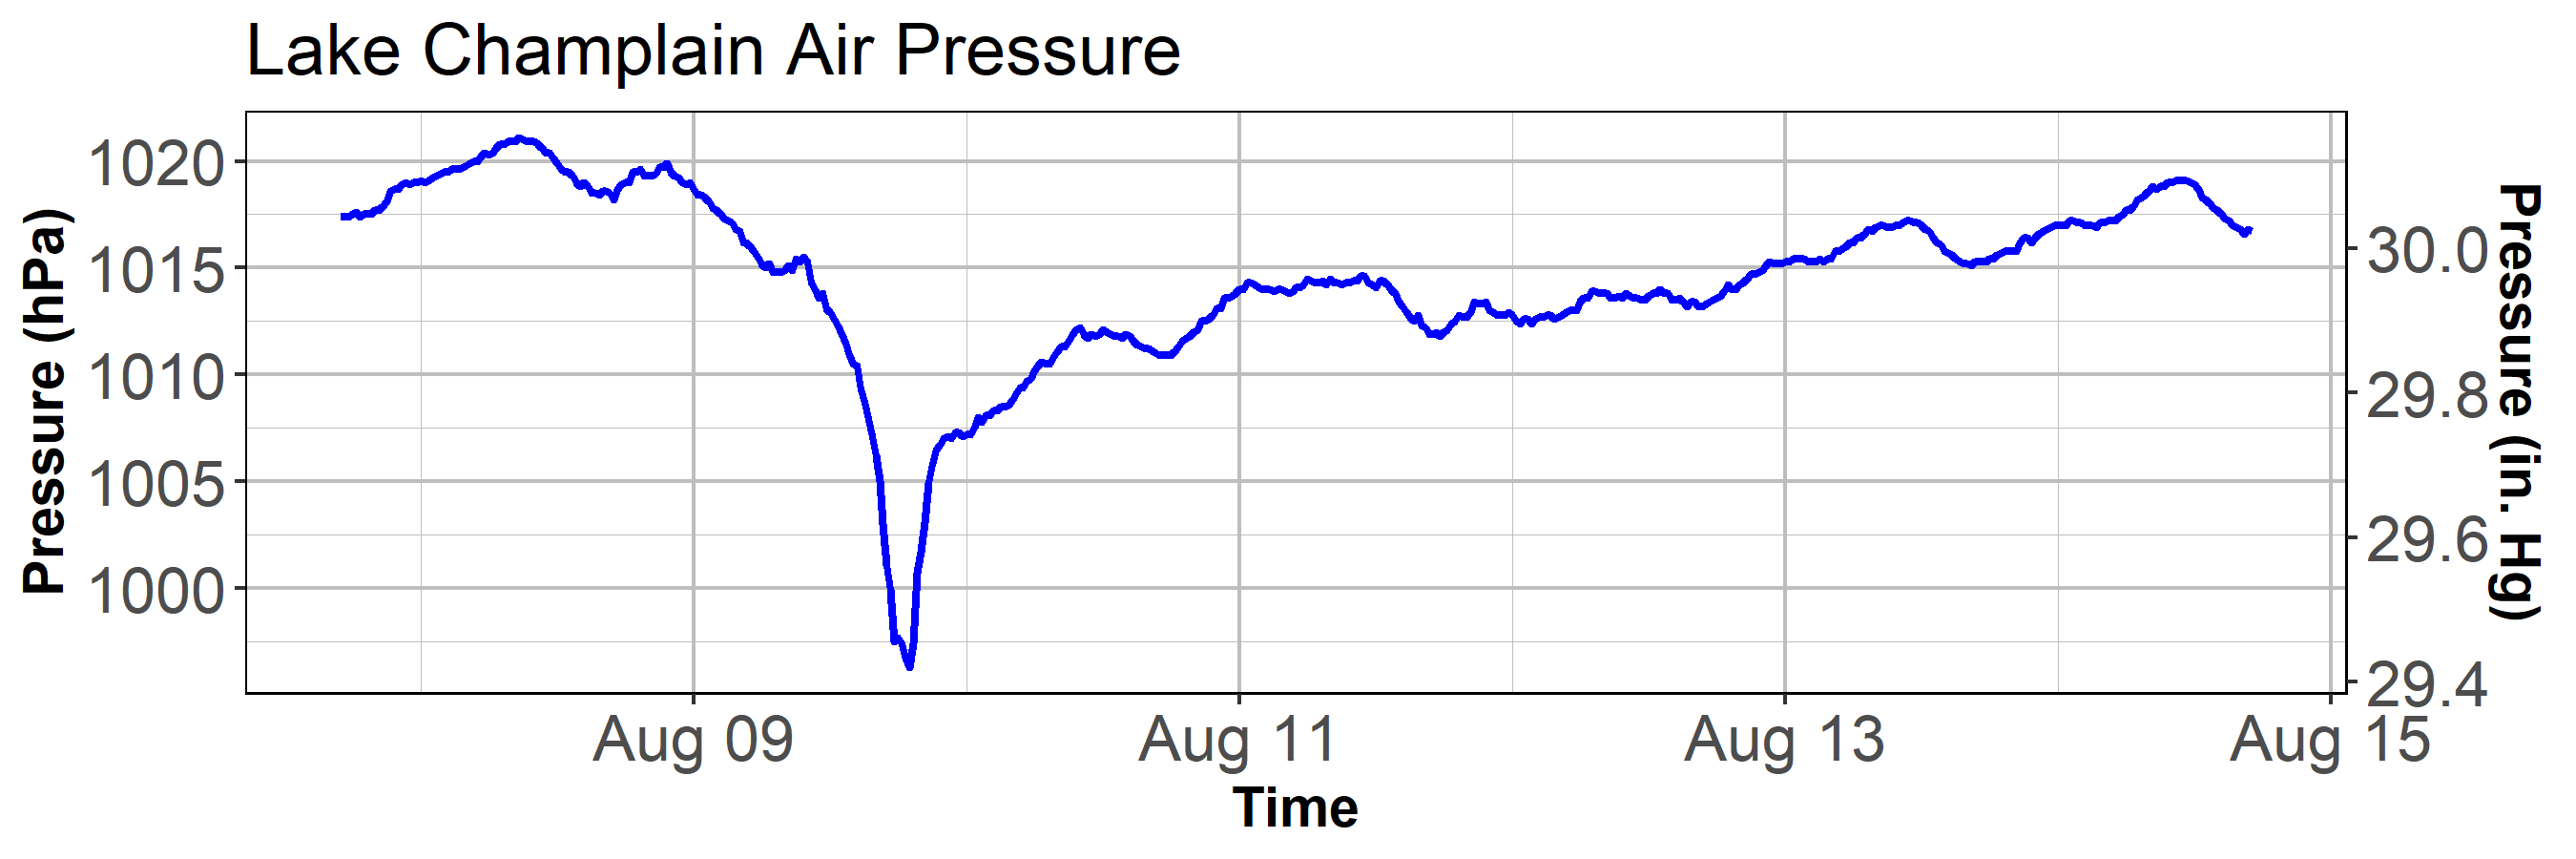 Lake Champlain Air Pressure
Pressure (hPa)
1020
1015
1010
1005
1000
30.0
29.8
29.6
29.4
Pressure (in. Hg)
Aug 09 Aug 11 Aug 13 Aug 15
Time